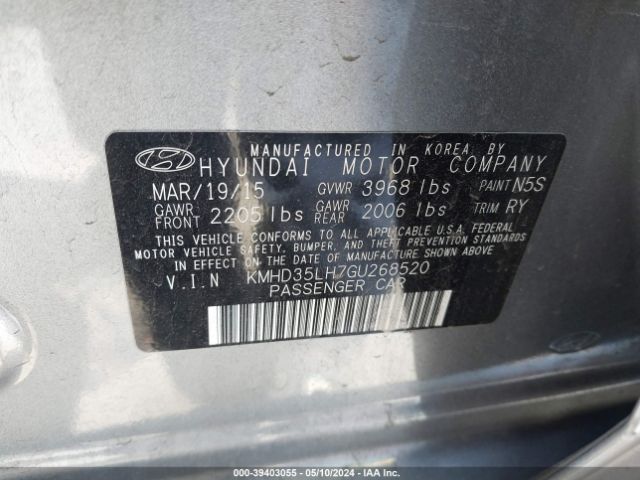 MANUFACTURED IN KOREA BY
HYUNDAI MOTOR COMPANY
MAR/19/15 GVWR 3968 lbs PAINT N5S
GAWR FRONT 2205 lbs GAWR REAR 2006 lbs TRIM RY
THIS VEHICLE CONFORMS TO ALL APPLICABLE U.S.A. FEDERAL
MOTOR VEHICLE SAFETY, BUMPER, AND THEFT PREVENTION
STANDARDS IN EFFECT ON THE DATE OF MANUFACTURE SHOWN ABOVE
V.I.N KMHD35LH7GU268520
PASSENGER CAR
000-39403055 - 05/10/2024 - IAA Inc.